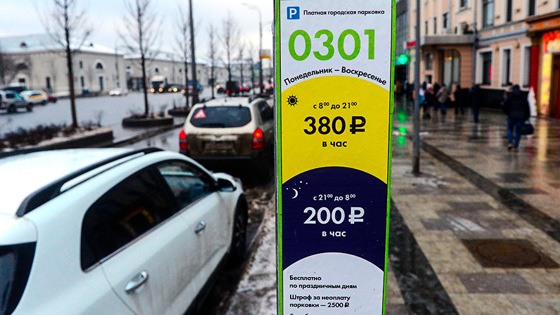 P Платная городская парковка
0301
Понедельник – Воскресенье
с 8⁰⁰ до 21⁰⁰
380 ₽
в час
с 21⁰⁰ до 8⁰⁰
200 ₽
в час
Бесплатно
по праздничным дням
Штраф за неоплату
парковки — 2500 ₽